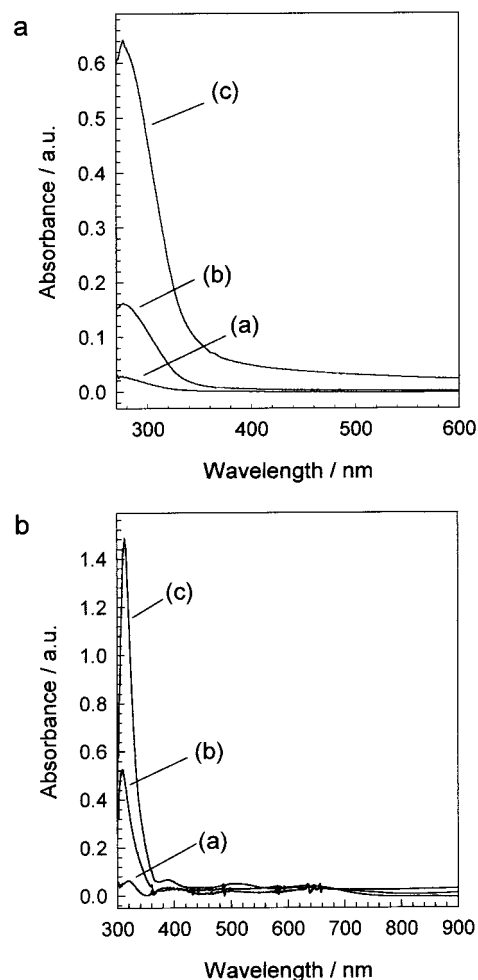 a
Absorbance / a.u.
0.6
0.5
0.4
0.3
0.2
0.1
0.0
(c)
(b)
(a)
300 400 500 600
Wavelength / nm
b
Absorbance / a.u.
1.4
1.2
1.0
0.8
0.6
0.4
0.2
0.0
(c)
(b)
(a)
300 400 500 600 700 800 900
Wavelength / nm